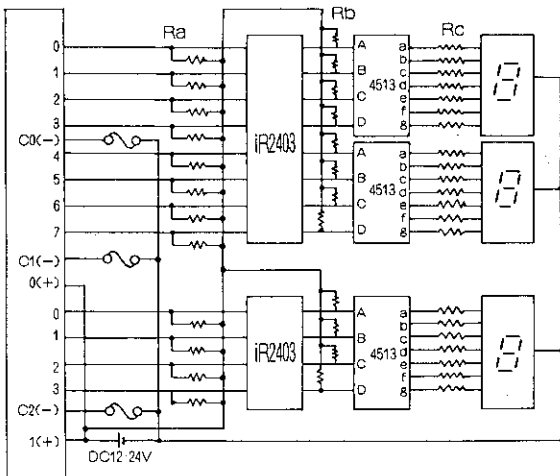 Ra
Rb
Rc
0
1
2
3
C0(-)
4
5
6
7
C1(-)
0(+)
0
1
2
3
C2(-)
1(+)
DC12-24V
iR2403
iR2403
A
B
C
D
4513
a
b
c
d
e
f
g
A
B
C
D
4513
a
b
c
d
e
f
g
A
B
C
D
4513
a
b
c
d
e
f
g